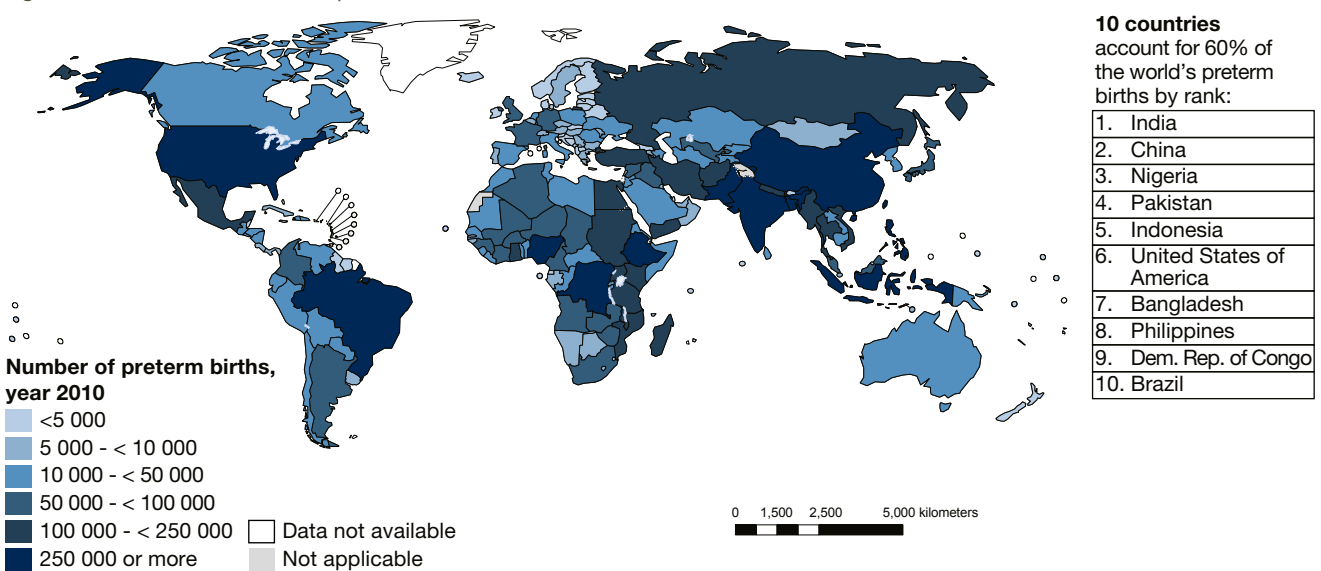 10 countries
account for 60% of
the world's preterm
births by rank:
1. India
2. China
3. Nigeria
4. Pakistan
5. Indonesia
6. United States of
America
7. Bangladesh
8. Philippines
9. Dem. Rep. of Congo
10. Brazil
Number of preterm births,
year 2010
<5 000
5 000 - < 10 000
10 000 - < 50 000
50 000 - < 100 000
100 000 - < 250 000
250 000 or more
Data not available
Not applicable
0 1,500 2,500 5,000 kilometers